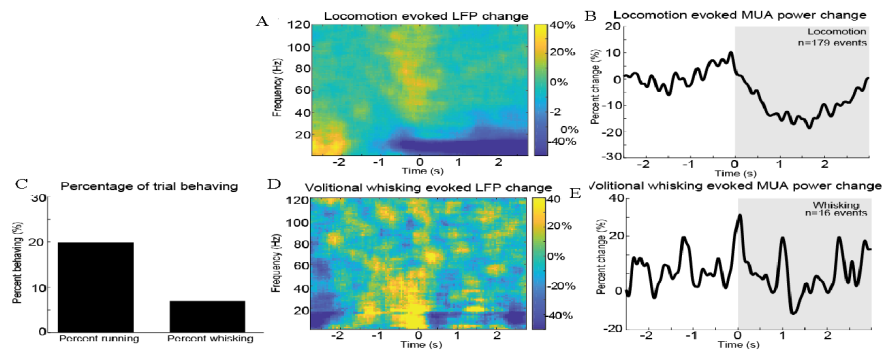 A
Locomotion evoked LFP change
Frequency (Hz)
120
100
80
60
40
20
40%
20%
0%
-2
0%
-40%
-2
-1
0
1
2
Time (s)
B
Locomotion evoked MUA power change
Locomotion
n=179 events
Percent change (%)
20
10
0
-10
-20
-30
-2
-1
0
1
2
Time (s)
C
Percentage of trial behaving
Percent behaving (%)
30
20
10
0
Percent running
Percent whisking
D
Volitional whisking evoked LFP change
Frequency (Hz)
120
100
80
60
40
20
40
20
0%
-20
-40%
-2
-1
0
1
2
Time (s)
E
Volitional whisking evoked MUA power change
Whisking
n=16 events
Percent change (%)
40
20
0
-20
-2
-1
0
1
2
Time (s)